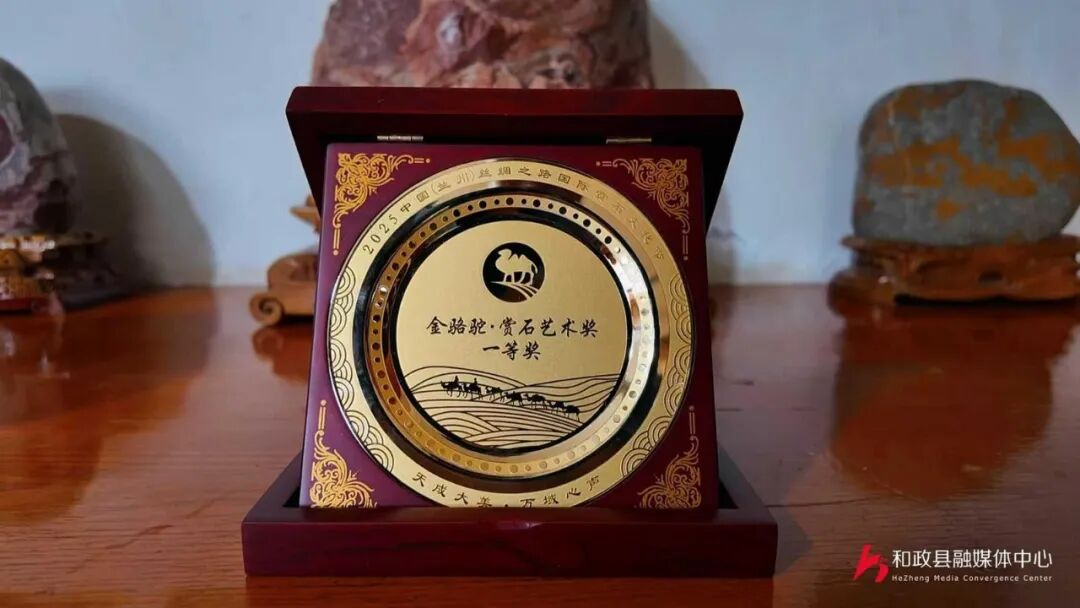 2025中国(兰州)丝绸之路国际赏石文化节
金骆驼·赏石艺术奖
一等奖
天成大美·万域心声
和政县融媒体中心
HeZheng Media Convergence Center